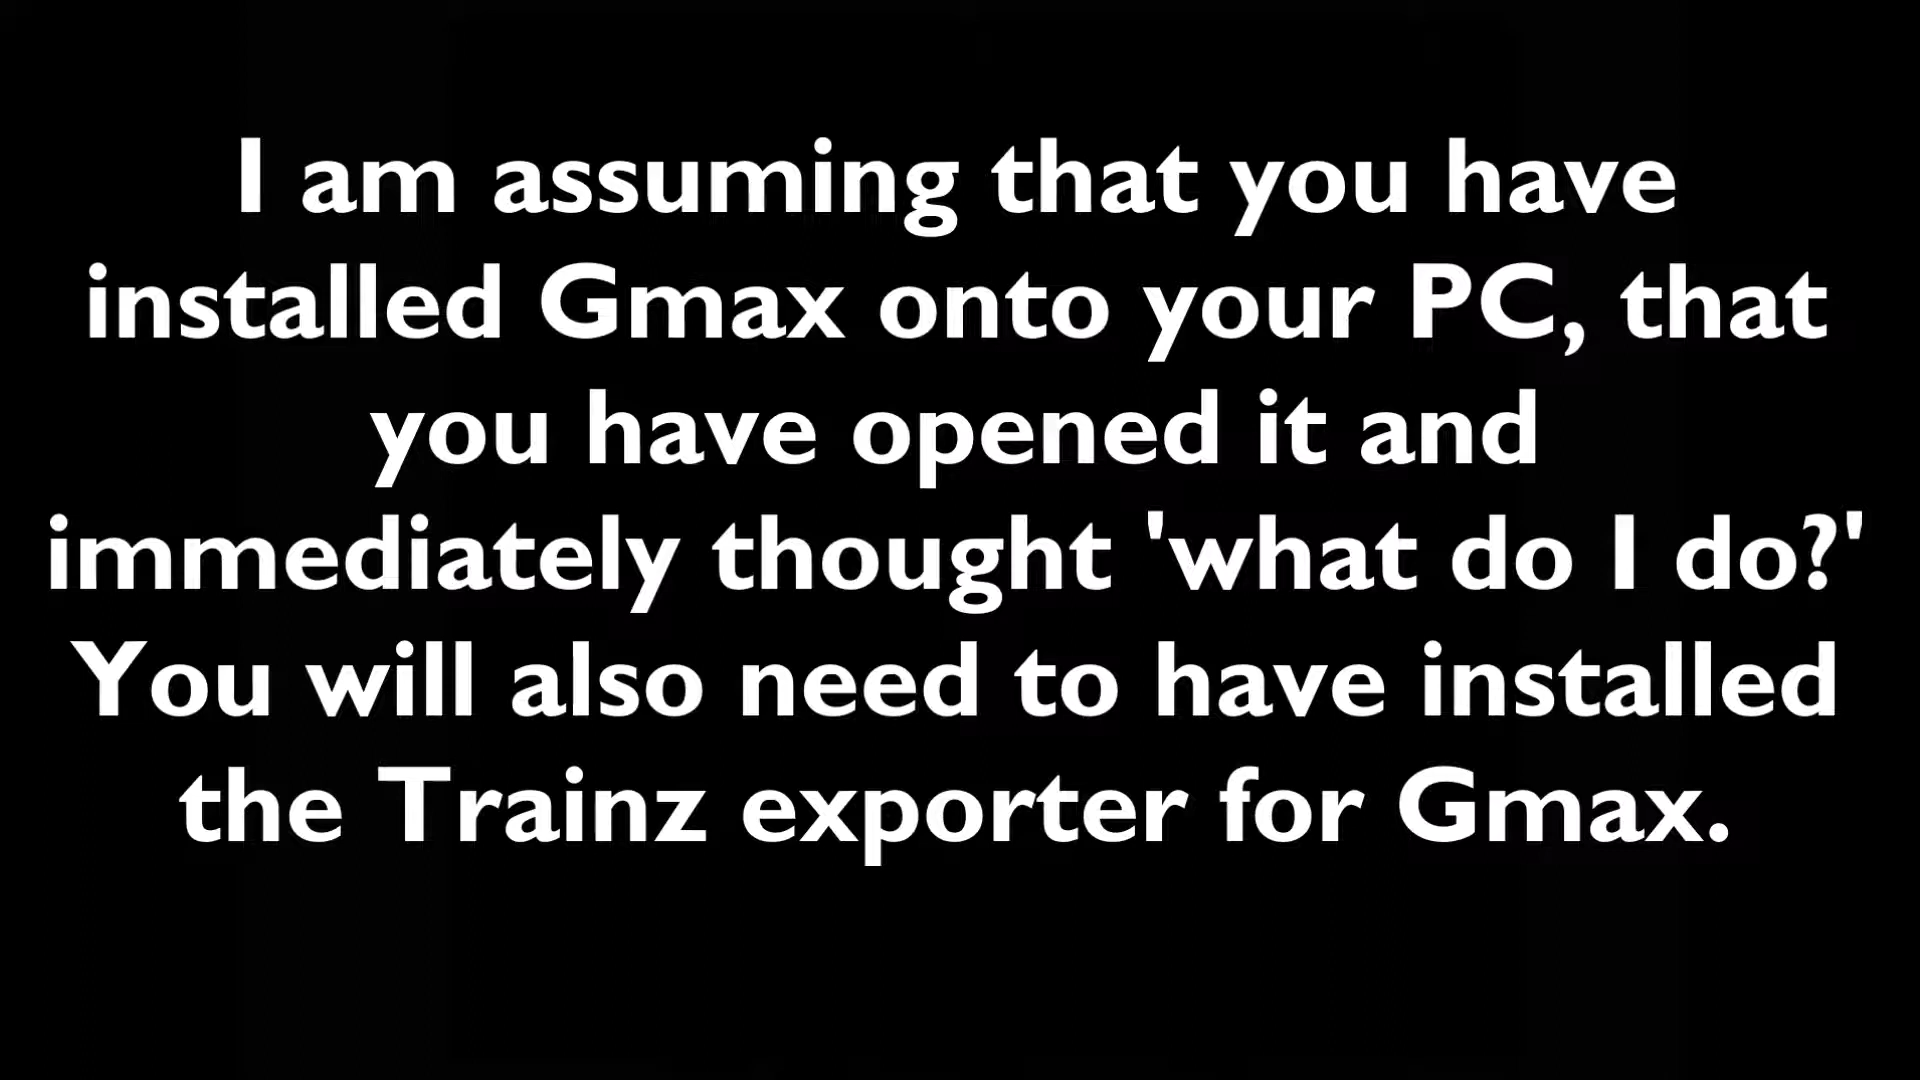 I am assuming that you have
installed Gmax onto your PC, that
you have opened it and
immediately thought 'what do I do?'
You will also need to have installed
the Trainz exporter for Gmax.